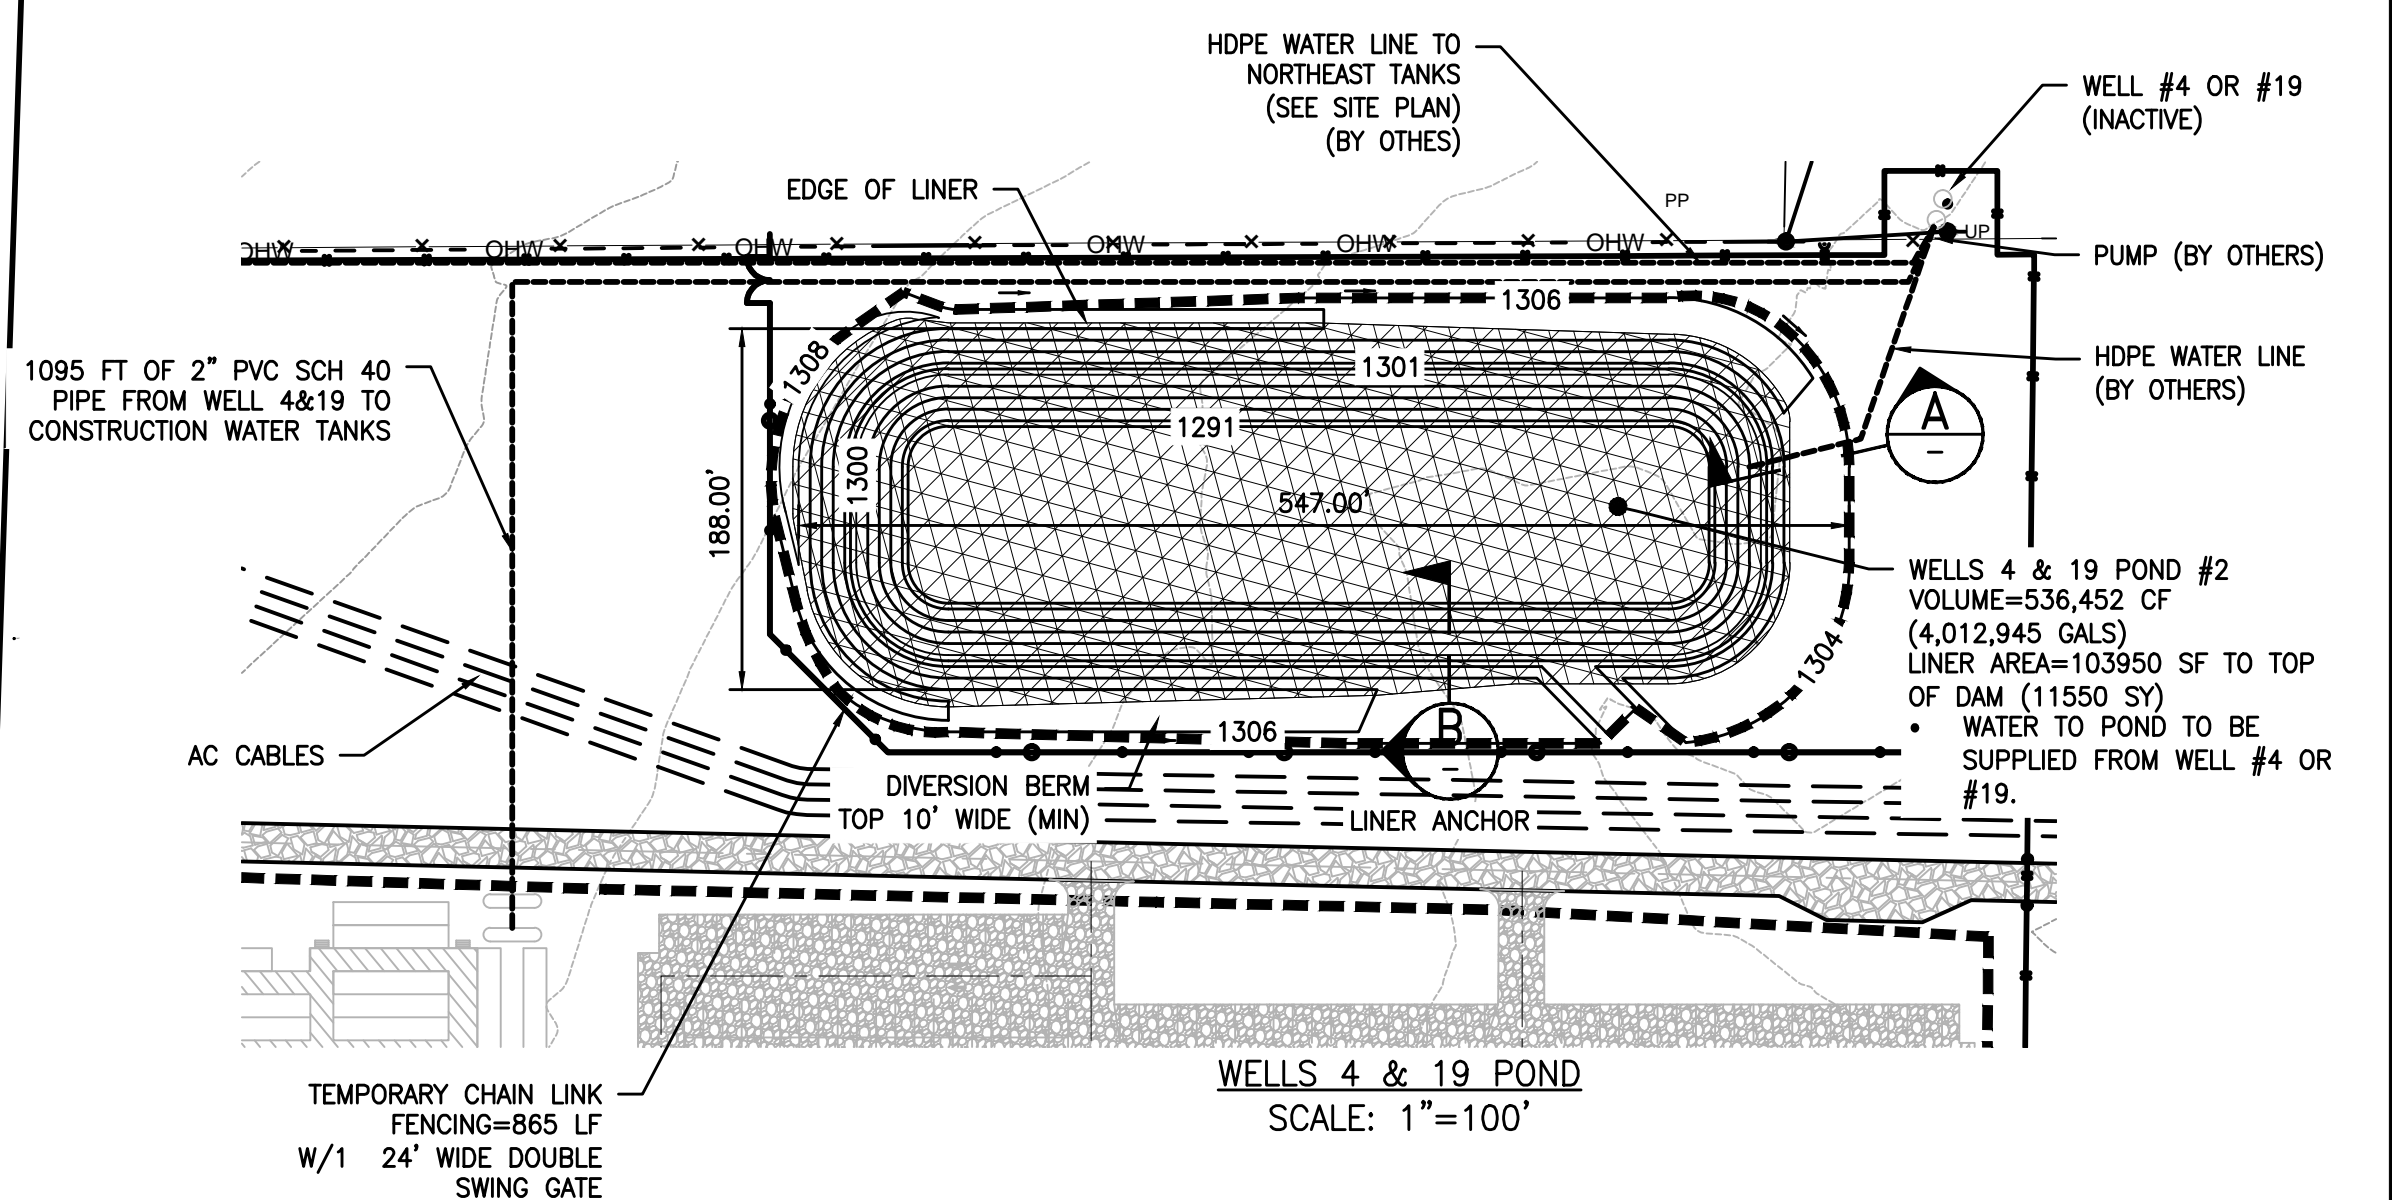 HDPE WATER LINE TO
NORTHEAST TANKS
(SEE SITE PLAN)
(BY OTHES)
WELL #4 OR #19
(INACTIVE)
EDGE OF LINER
PP
UP
OHW
OHW
OHW
OHW
OHW
OHW
PUMP (BY OTHERS)
1306
1308
1301
1095 FT OF 2" PVC SCH 40
PIPE FROM WELL 4&19 TO
CONSTRUCTION WATER TANKS
HDPE WATER LINE
(BY OTHERS)
A
-
1291
1300
188.00'
547.00'
WELLS 4 & 19 POND #2
VOLUME=536,452 CF
(4,012,945 GALS)
LINER AREA=103950 SF TO TOP
OF DAM (11550 SY)
• WATER TO POND TO BE
SUPPLIED FROM WELL #4 OR
#19.
1304
1306
B
-
AC CABLES
DIVERSION BERM
TOP 10' WIDE (MIN)
LINER ANCHOR
TEMPORARY CHAIN LINK
FENCING=865 LF
W/1 24' WIDE DOUBLE
SWING GATE
WELLS 4 & 19 POND
SCALE: 1"=100'